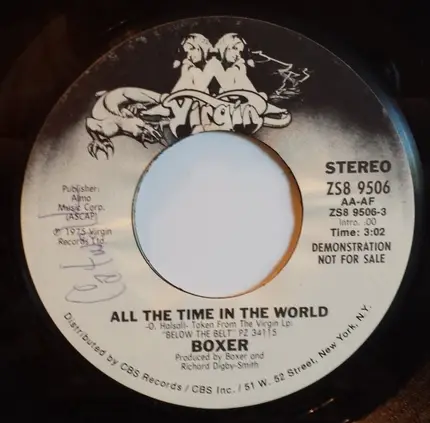 Virgin
STEREO
ZS8 9506
AA-AF
ZS8 9506-3
Intro. .00
Time: 3:02
DEMONSTRATION
NOT FOR SALE
Publisher:
Almo
Music Corp.
(ASCAP)
℗ 1975 Virgin
Records Ltd.
ALL THE TIME IN THE WORLD
-O. Halsall- Taken From The Virgin Lp:
"BELOW THE BELT" PZ 34115
BOXER
Produced by Boxer and
Richard Digby-Smith
Distributed by CBS Records / CBS Inc. / 51 W. 52 Street, New York, N.Y.